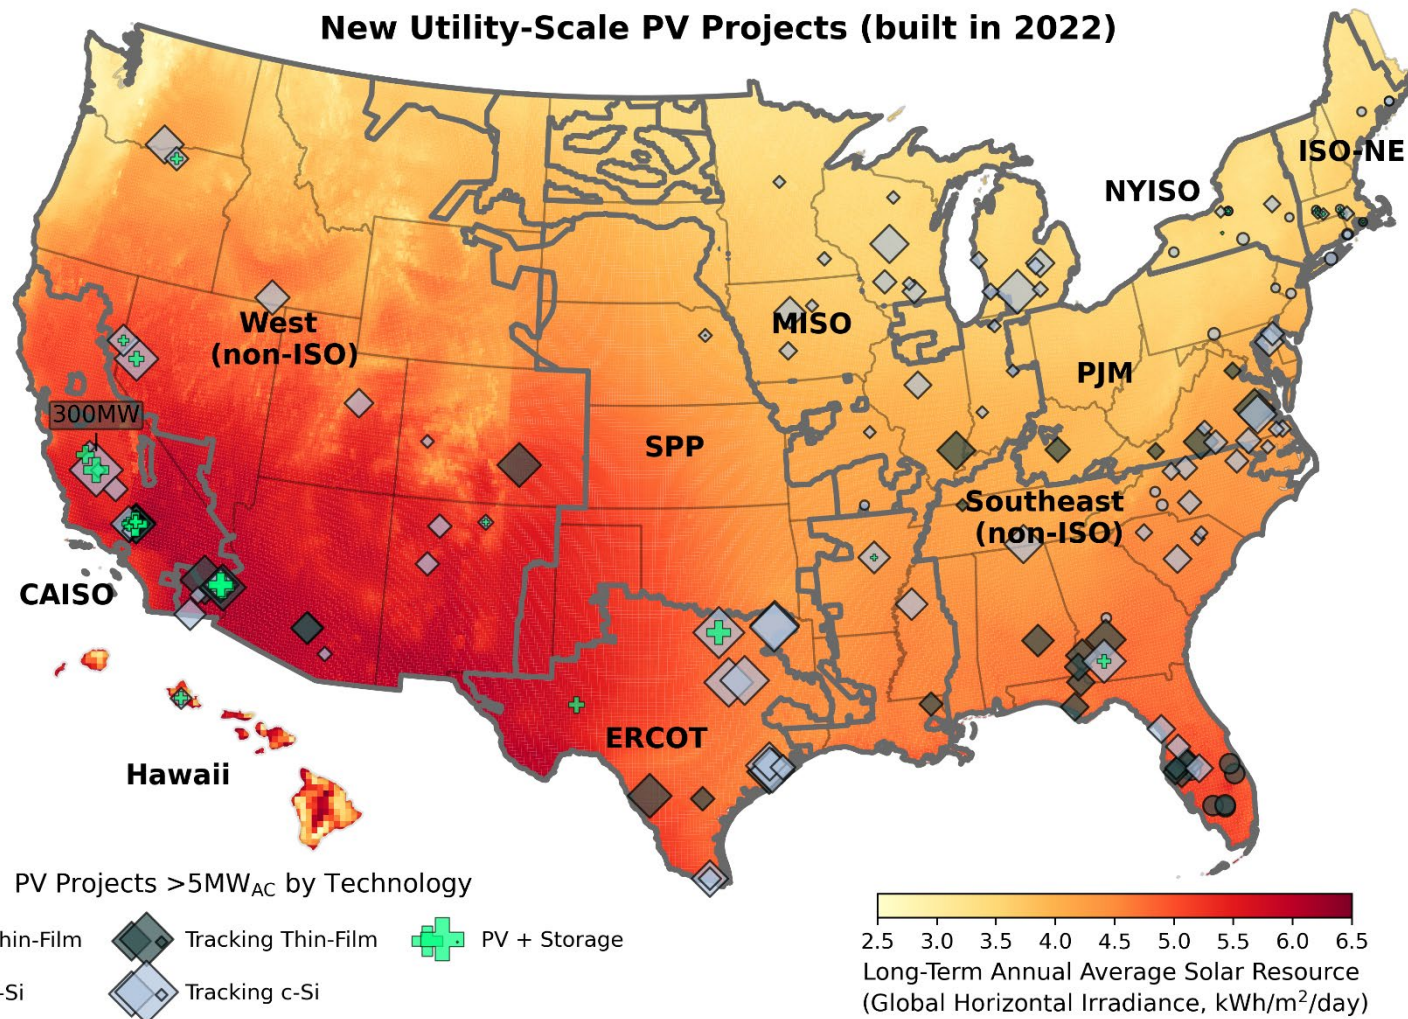 New Utility-Scale PV Projects (built in 2022)
ISO-NE
NYISO
West
(non-ISO)
MISO
PJM
300MW
SPP
Southeast
(non-ISO)
CAISO
ERCOT
Hawaii
PV Projects >5MWAC by Technology
hin-Film
Tracking Thin-Film
PV + Storage
-Si
Tracking c-Si
2.5 3.0 3.5 4.0 4.5 5.0 5.5 6.0 6.5
Long-Term Annual Average Solar Resource
(Global Horizontal Irradiance, kWh/m²/day)